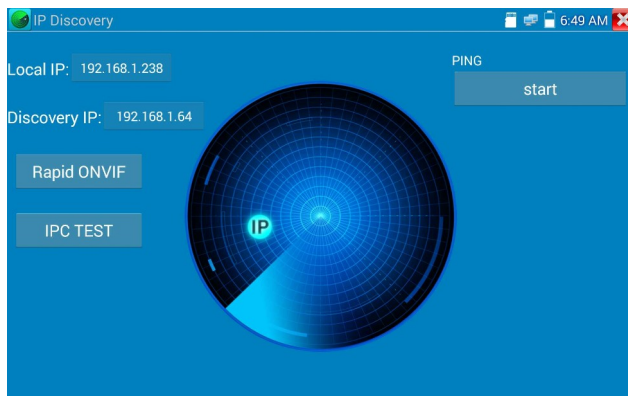 IP Discovery
6:49 AM
Local IP: 192.168.1.238
PING
start
Discovery IP: 192.168.1.64
Rapid ONVIF
IP
IPC TEST